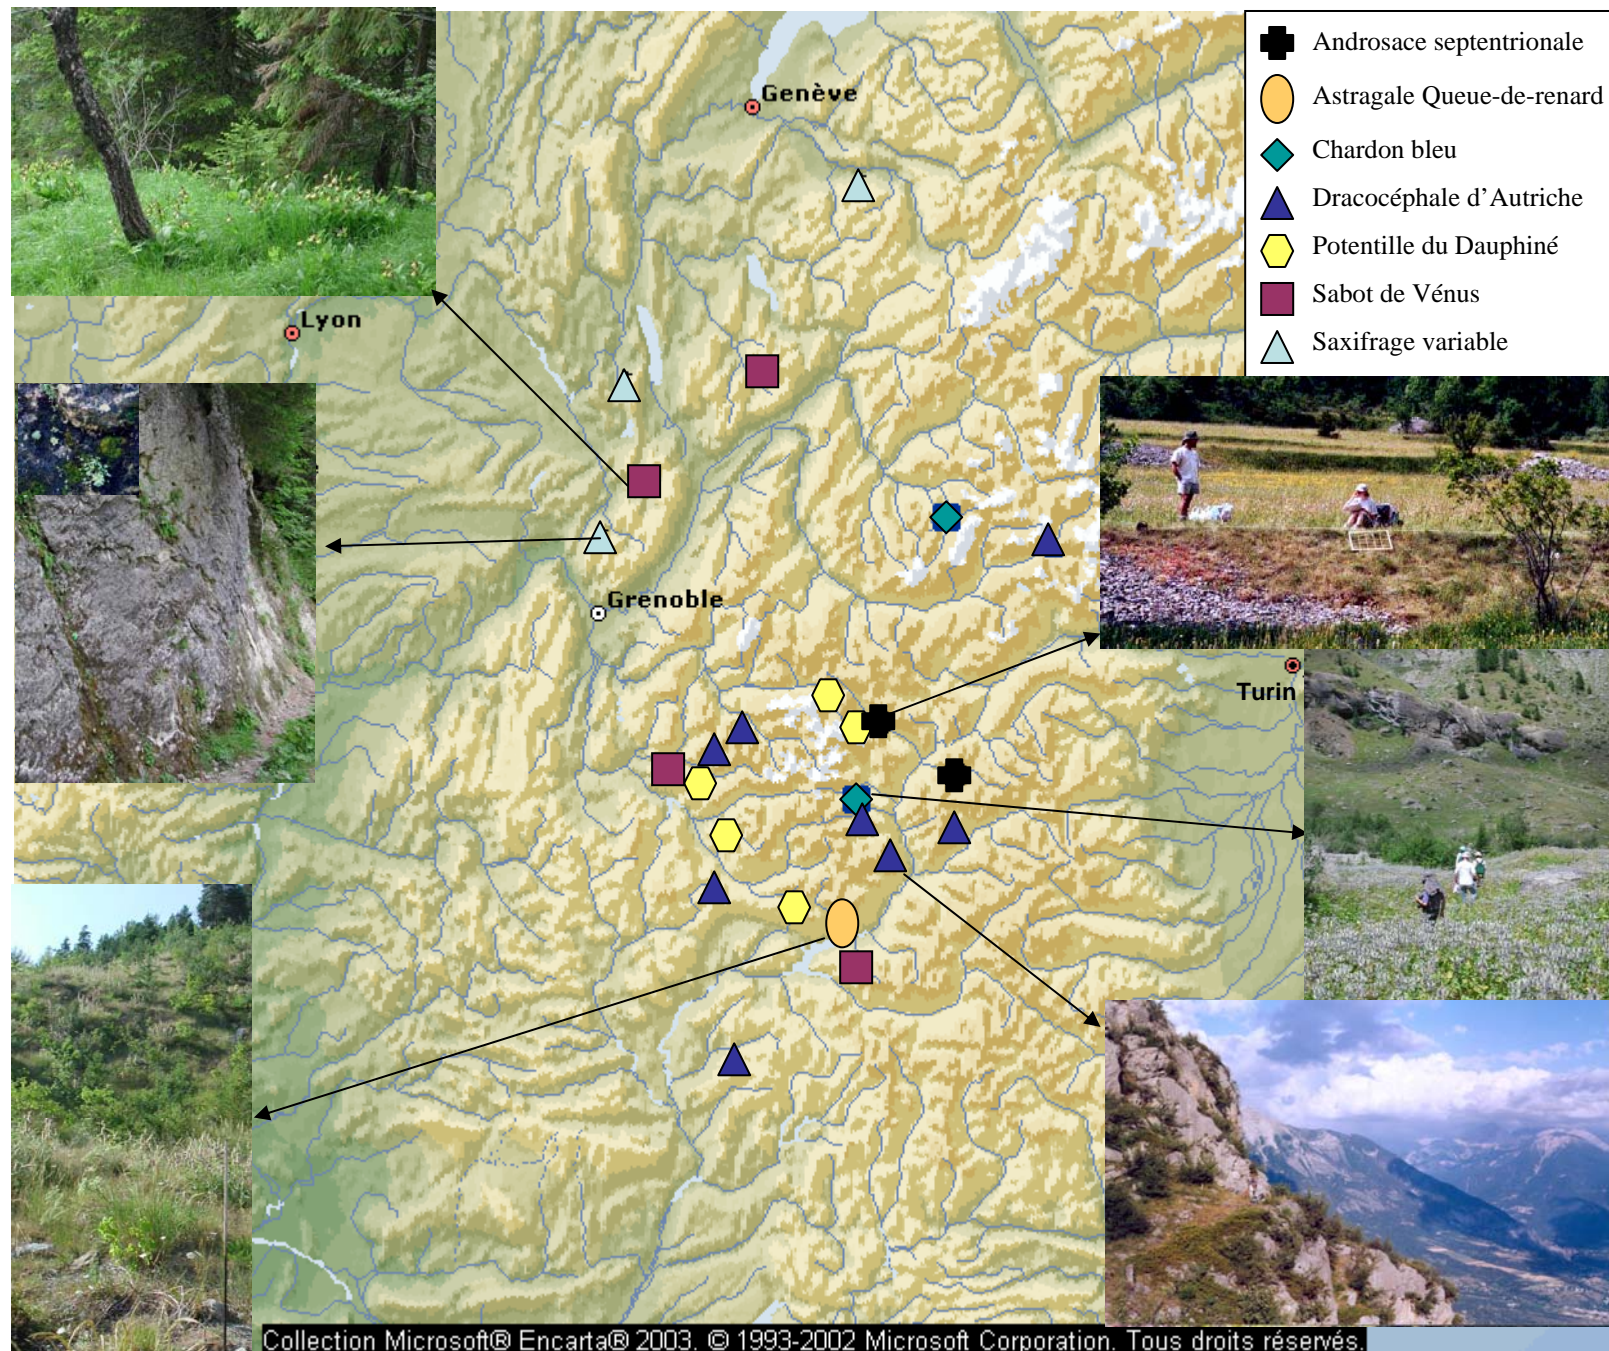 Androsace septentrionale
Astragale Queue-de-renard
Chardon bleu
Dracocéphale d'Autriche
Potentille du Dauphiné
Sabot de Vénus
Saxifrage variable
Genève
Lyon
Grenoble
Turin
Collection Microsoft® Encarta® 2003. © 1993-2002 Microsoft Corporation. Tous droits réservés.